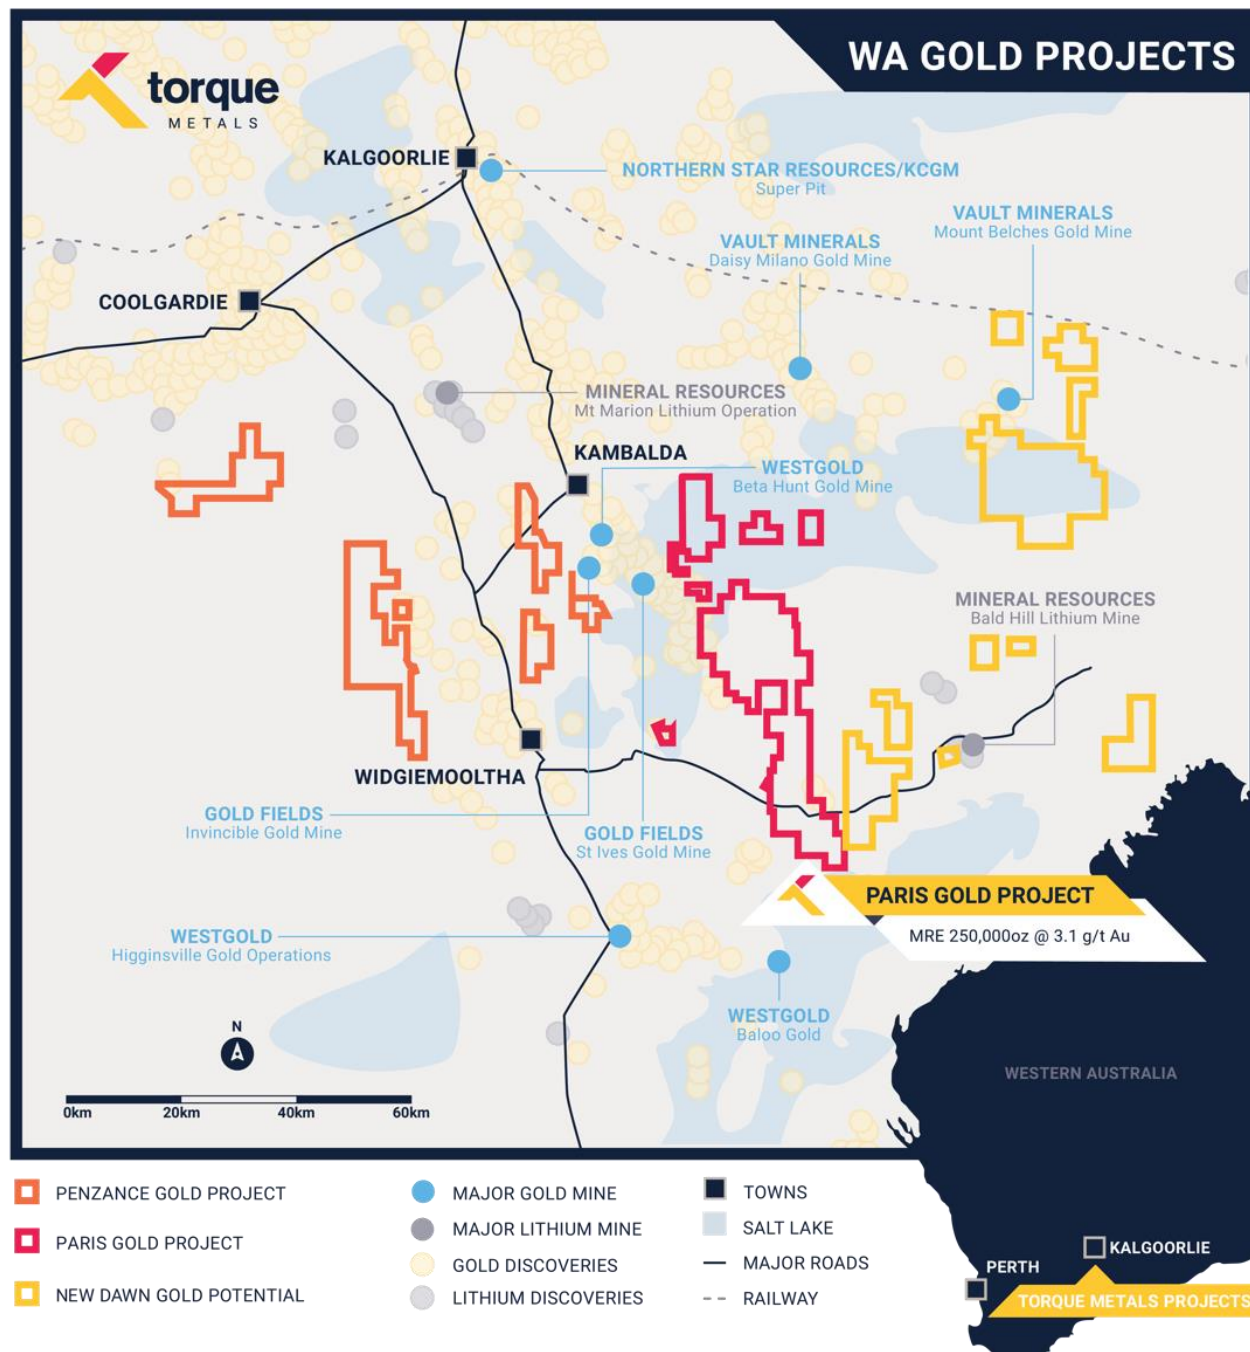 WA GOLD PROJECTS
torque
METALS
KALGOORLIE
NORTHERN STAR RESOURCES/KCGM
Super Pit
VAULT MINERALS
Mount Belches Gold Mine
VAULT MINERALS
Daisy Milano Gold Mine
COOLGARDIE
MINERAL RESOURCES
Mt Marion Lithium Operation
KAMBALDA
WESTGOLD
Beta Hunt Gold Mine
MINERAL RESOURCES
Bald Hill Lithium Mine
WIDGIEMOOLTHA
GOLD FIELDS
Invincible Gold Mine
GOLD FIELDS
St Ives Gold Mine
PARIS GOLD PROJECT
MRE 250,000oz @ 3.1 g/t Au
WESTGOLD
Higginsville Gold Operations
WESTGOLD
Baloo Gold
N
0km 20km 40km 60km
WESTERN AUSTRALIA
PENZANCE GOLD PROJECT
PARIS GOLD PROJECT
NEW DAWN GOLD POTENTIAL
MAJOR GOLD MINE
MAJOR LITHIUM MINE
GOLD DISCOVERIES
LITHIUM DISCOVERIES
TOWNS
SALT LAKE
MAJOR ROADS
RAILWAY
KALGOORLIE
PERTH
TORQUE METALS PROJECTS